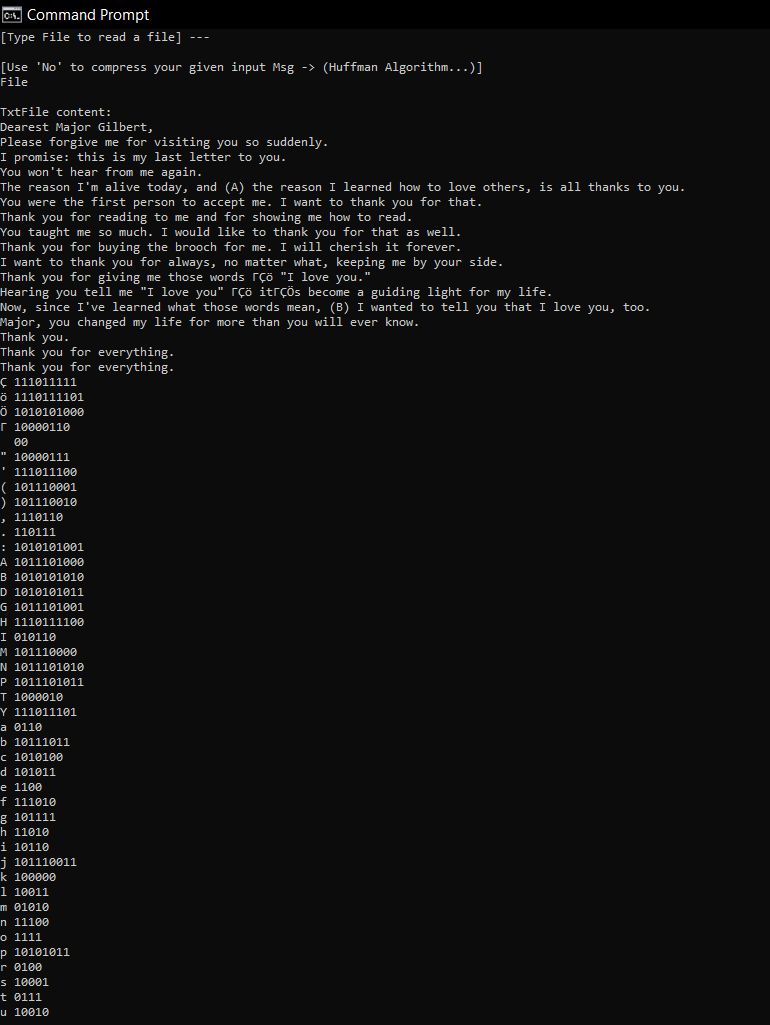 Command Prompt
[Type File to read a file] ---
[Use 'No' to compress your given input Msg -> (Huffman Algorithm...)]
File
TxtFile content:
Dearest Major Gilbert,
Please forgive me for visiting you so suddenly.
I promise: this is my last letter to you.
You won't hear from me again.
The reason I'm alive today, and (A) the reason I learned how to love others, is all thanks to you.
You were the first person to accept me. I want to thank you for that.
Thank you for reading to me and for showing me how to read.
You taught me so much. I would like to thank you for that as well.
Thank you for buying the brooch for me. I will cherish it forever.
I want to thank you for always, no matter what, keeping me by your side.
Thank you for giving me those words ΓÇö "I love you."
Hearing you tell me "I love you" ΓÇö itΓÇÖs become a guiding light for my life.
Now, since I've learned what those words mean, (B) I wanted to tell you that I love you, too.
Major, you changed my life for more than you will ever know.
Thank you.
Thank you for everything.
Thank you for everything.
Ç 111011111
ö 1110111101
Ö 1010101000
Γ 10000110
00
" 10000111
' 111011100
( 101110001
) 101110010
, 1110110
. 110111
: 1010101001
A 1011101000
B 1010101010
D 1010101011
G 1011101001
H 1110111100
I 010110
M 101110000
N 1011101010
P 1011101011
T 1000010
Y 111011101
a 0110
b 10111011
c 1010100
d 101011
e 1100
f 111010
g 101111
h 11010
i 10110
j 101110011
k 100000
l 10011
m 01010
n 11100
o 1111
p 10101011
r 0100
s 10001
t 0111
u 10010